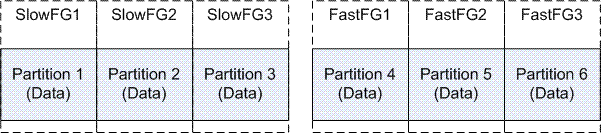 SlowFG1 SlowFG2 SlowFG3 FastFG1 FastFG2 FastFG3
Partition 1 Partition 2 Partition 3 Partition 4 Partition 5 Partition 6
(Data) (Data) (Data) (Data) (Data) (Data)